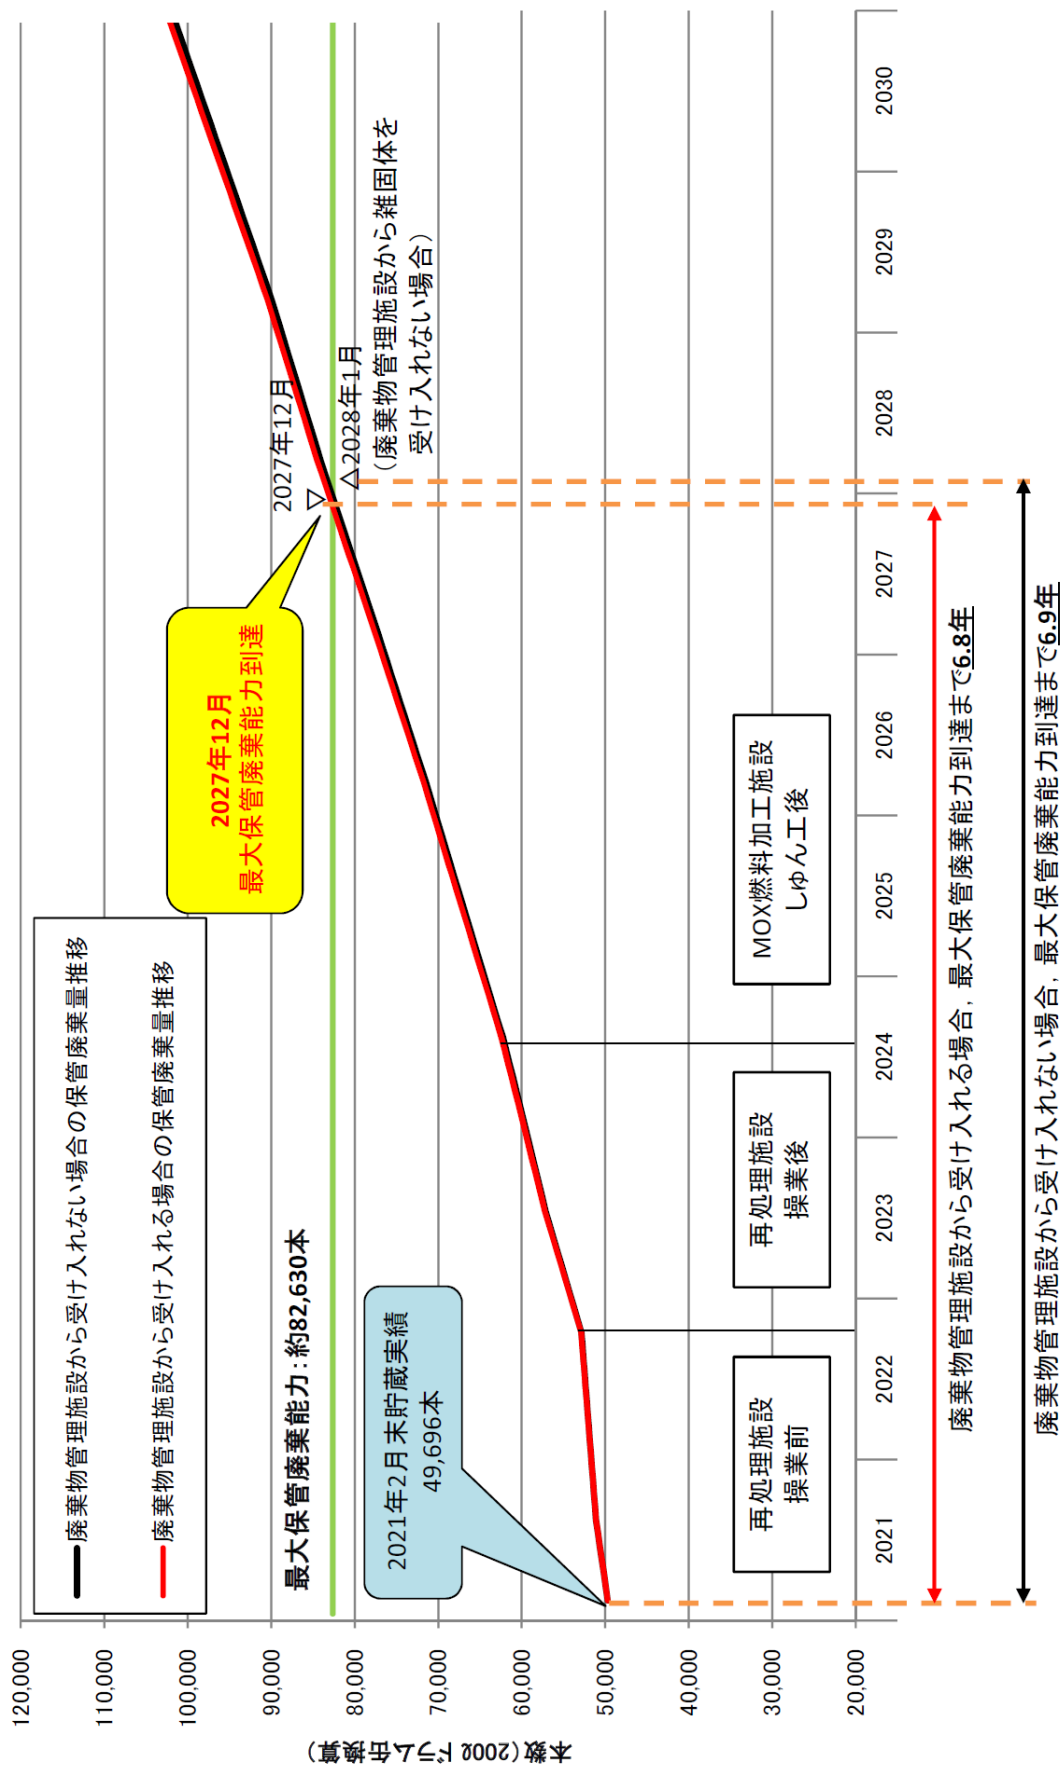 廃棄物管理施設から受け入れない場合の保管廃棄量推移
廃棄物管理施設から受け入れる場合の保管廃棄量推移
120,000
110,000
100,000
90,000
80,000
70,000
60,000
50,000
40,000
30,000
20,000
本数(200ℓドラム缶換算)
最大保管廃棄能力:約82,630本
2027年12月
最大保管廃棄能力到達
2027年12月
▽
△2028年1月
(廃棄物管理施設から雑固体を
受け入れない場合)
2021年2月末貯蔵実績
49,696本
再処理施設
操業前
再処理施設
操業後
MOX燃料加工施設
しゅん工後
2021
2022
2023
2024
2025
2026
2027
2028
2029
2030
廃棄物管理施設から受け入れる場合,最大保管廃棄能力到達まで6.8年
廃棄物管理施設から受け入れない場合,最大保管廃棄能力到達まで6.9年